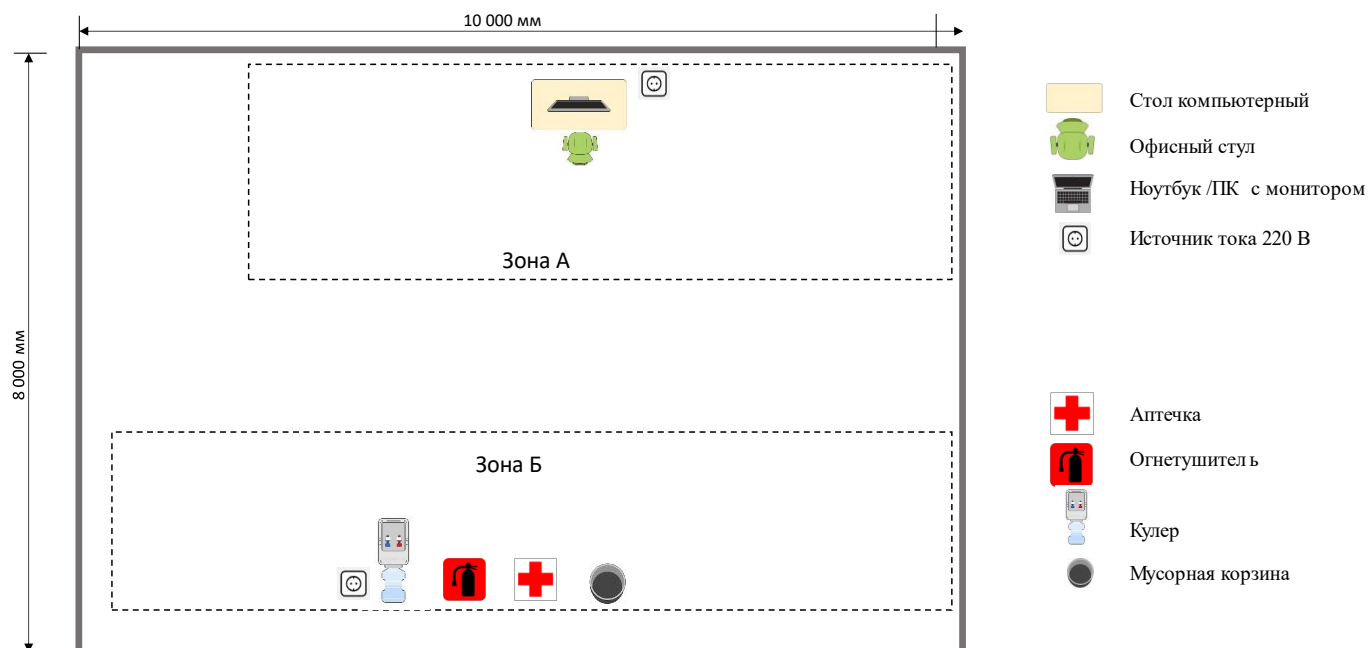 10 000 мм
8 000 мм
Зона А
Зона Б
Стол компьютерный
Офисный стул
Ноутбук /ПК с монитором
Источник тока 220 В
Аптечка
Огнетушитель
Кулер
Мусорная корзина